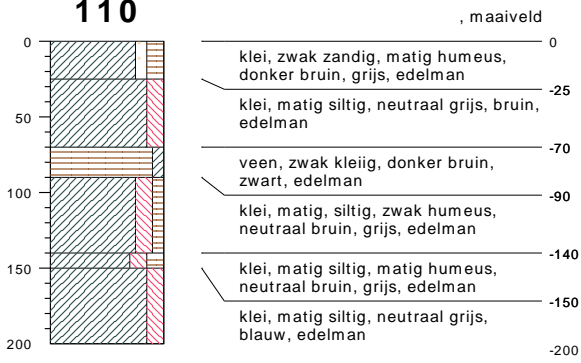 110
, maaiveld
0
0
klei, zwak zandig, matig humeus,
donker bruin, grijs, edelman
-25
klei, matig siltig, neutraal grijs, bruin,
edelman
50
-70
veen, zwak kleiig, donker bruin,
zwart, edelman
-90
100
klei, matig, siltig, zwak humeus,
neutraal bruin, grijs, edelman
-140
klei, matig siltig, matig humeus,
neutraal bruin, grijs, edelman
150
-150
klei, matig siltig, neutraal grijs,
blauw, edelman
200
-200